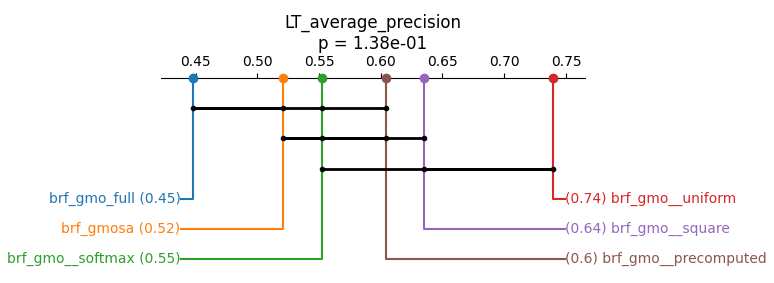 LT_average_precision
p = 1.38e-01
0.45 0.50 0.55 0.60 0.65 0.70 0.75
brf_gmo_full (0.45) (0.74) brf_gmo__uniform
brf_gmosa (0.52) (0.64) brf_gmo__square
brf_gmo__softmax (0.55) (0.6) brf_gmo__precomputed